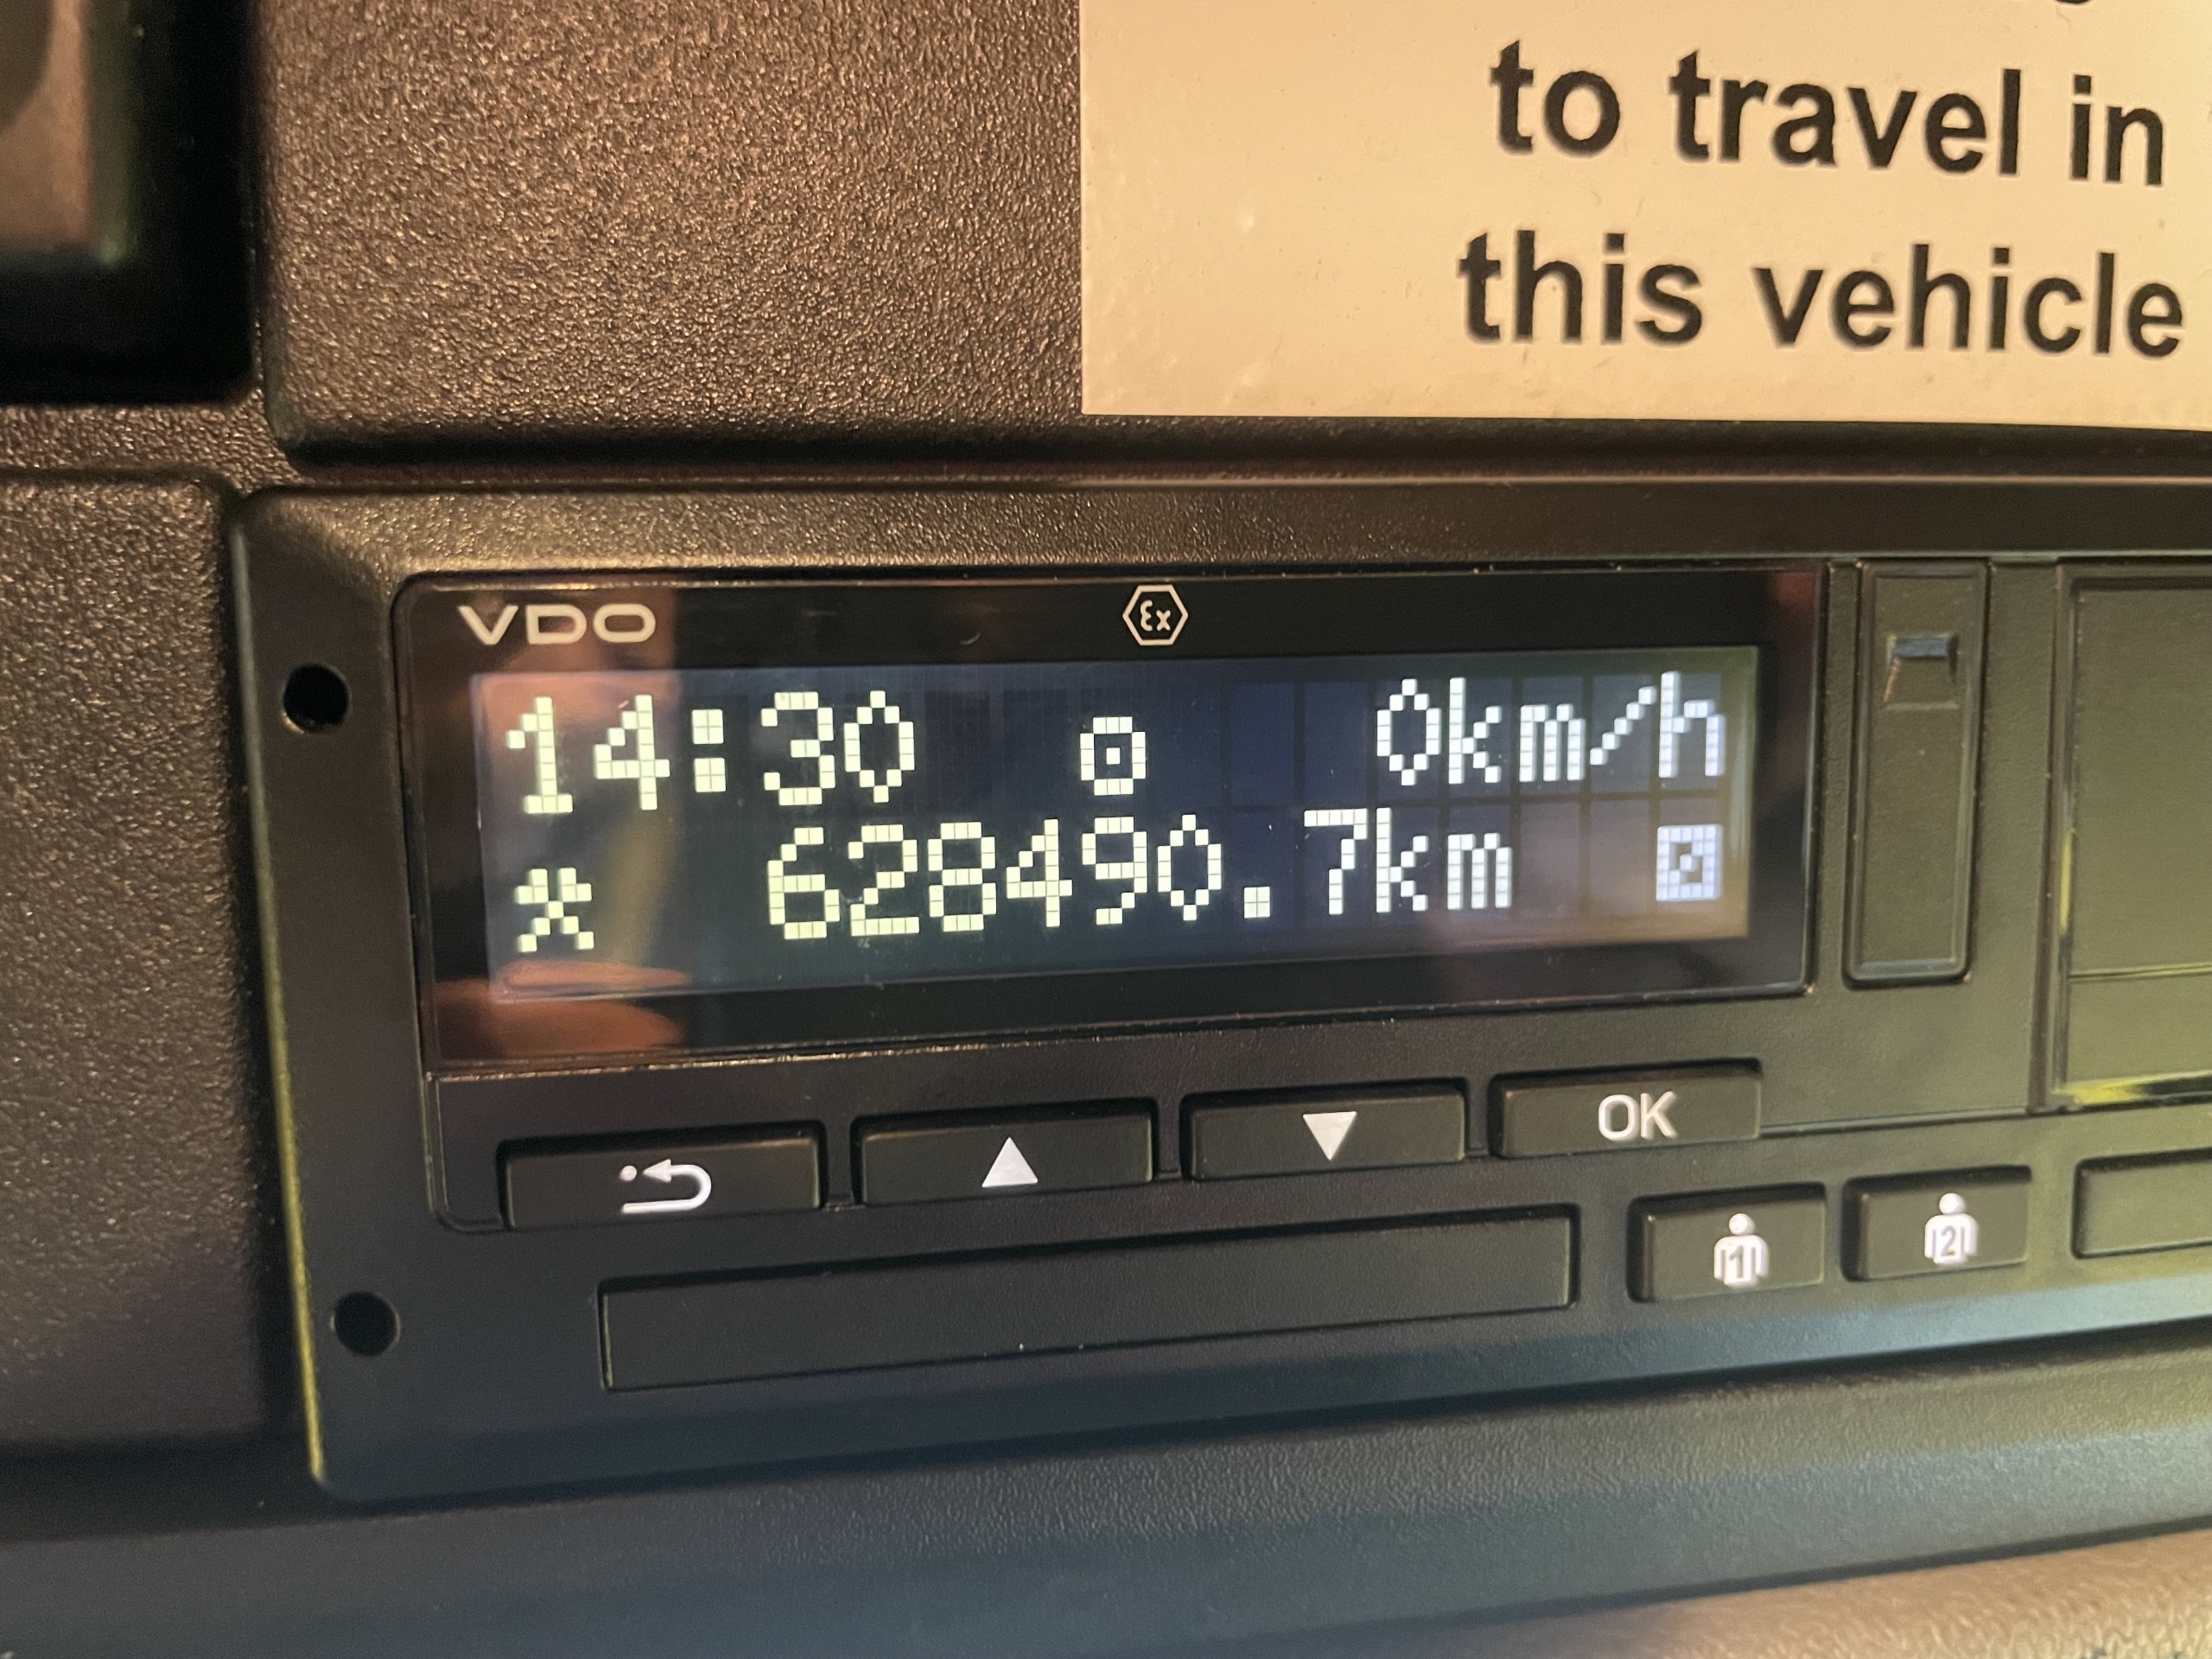 to travel in
this vehicle
VDO
Ex
14:30 0km/h
628490.7km
OK
1 2